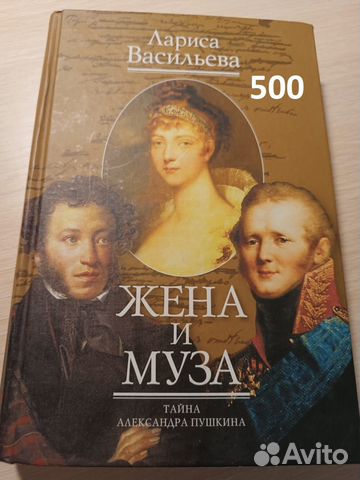 Лариса
Васильева
500
ЖЕНА
И
МУЗА
ТАЙНА
АЛЕКСАНДРА ПУШКИНА
Avito